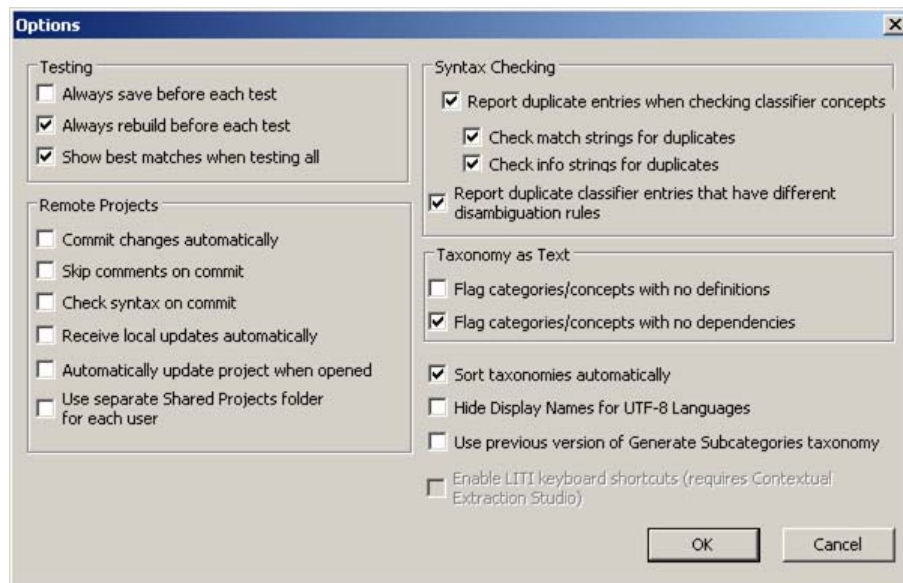 Options
Testing
Always save before each test
Always rebuild before each test
Show best matches when testing all
Remote Projects
Commit changes automatically
Skip comments on commit
Check syntax on commit
Receive local updates automatically
Automatically update project when opened
Use separate Shared Projects folder
for each user
Syntax Checking
Report duplicate entries when checking classifier concepts
Check match strings for duplicates
Check info strings for duplicates
Report duplicate classifier entries that have different
disambiguation rules
Taxonomy as Text
Flag categories/concepts with no definitions
Flag categories/concepts with no dependencies
Sort taxonomies automatically
Hide Display Names for UTF-8 Languages
Use previous version of Generate Subcategories taxonomy
Enable LITI keyboard shortcuts (requires Contextual
Extraction Studio)
OK
Cancel